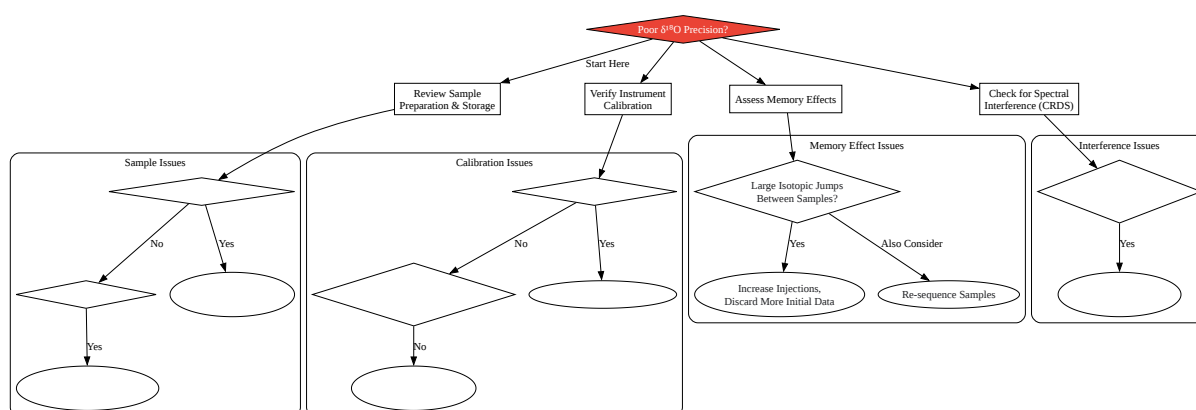 Poor δ¹⁸O Precision?
Start Here
Review Sample
Preparation & Storage
Verify Instrument
Calibration
Assess Memory Effects
Check for Spectral
Interference (CRDS)
Sample Issues
No
Yes
Yes
Calibration Issues
No
Yes
No
Memory Effect Issues
Large Isotopic Jumps
Between Samples?
Yes
Also Consider
Increase Injections,
Discard More Initial Data
Re-sequence Samples
Interference Issues
Yes